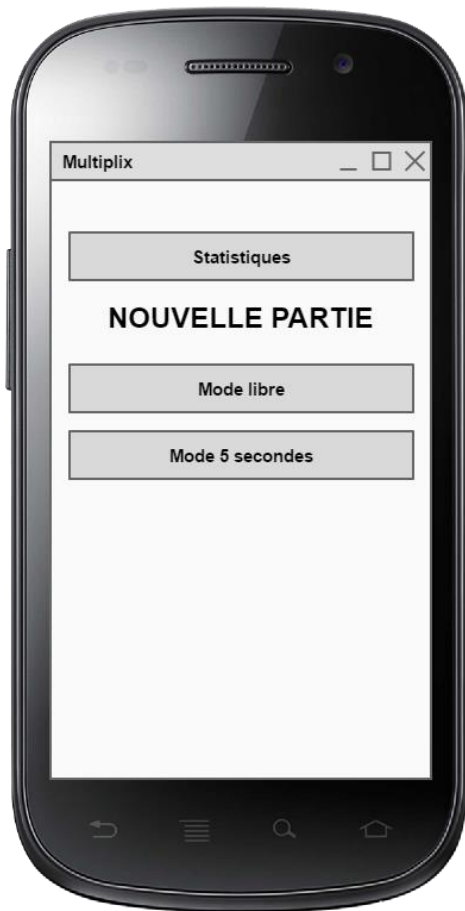 Multiplix
Statistiques
NOUVELLE PARTIE
Mode libre
Mode 5 secondes